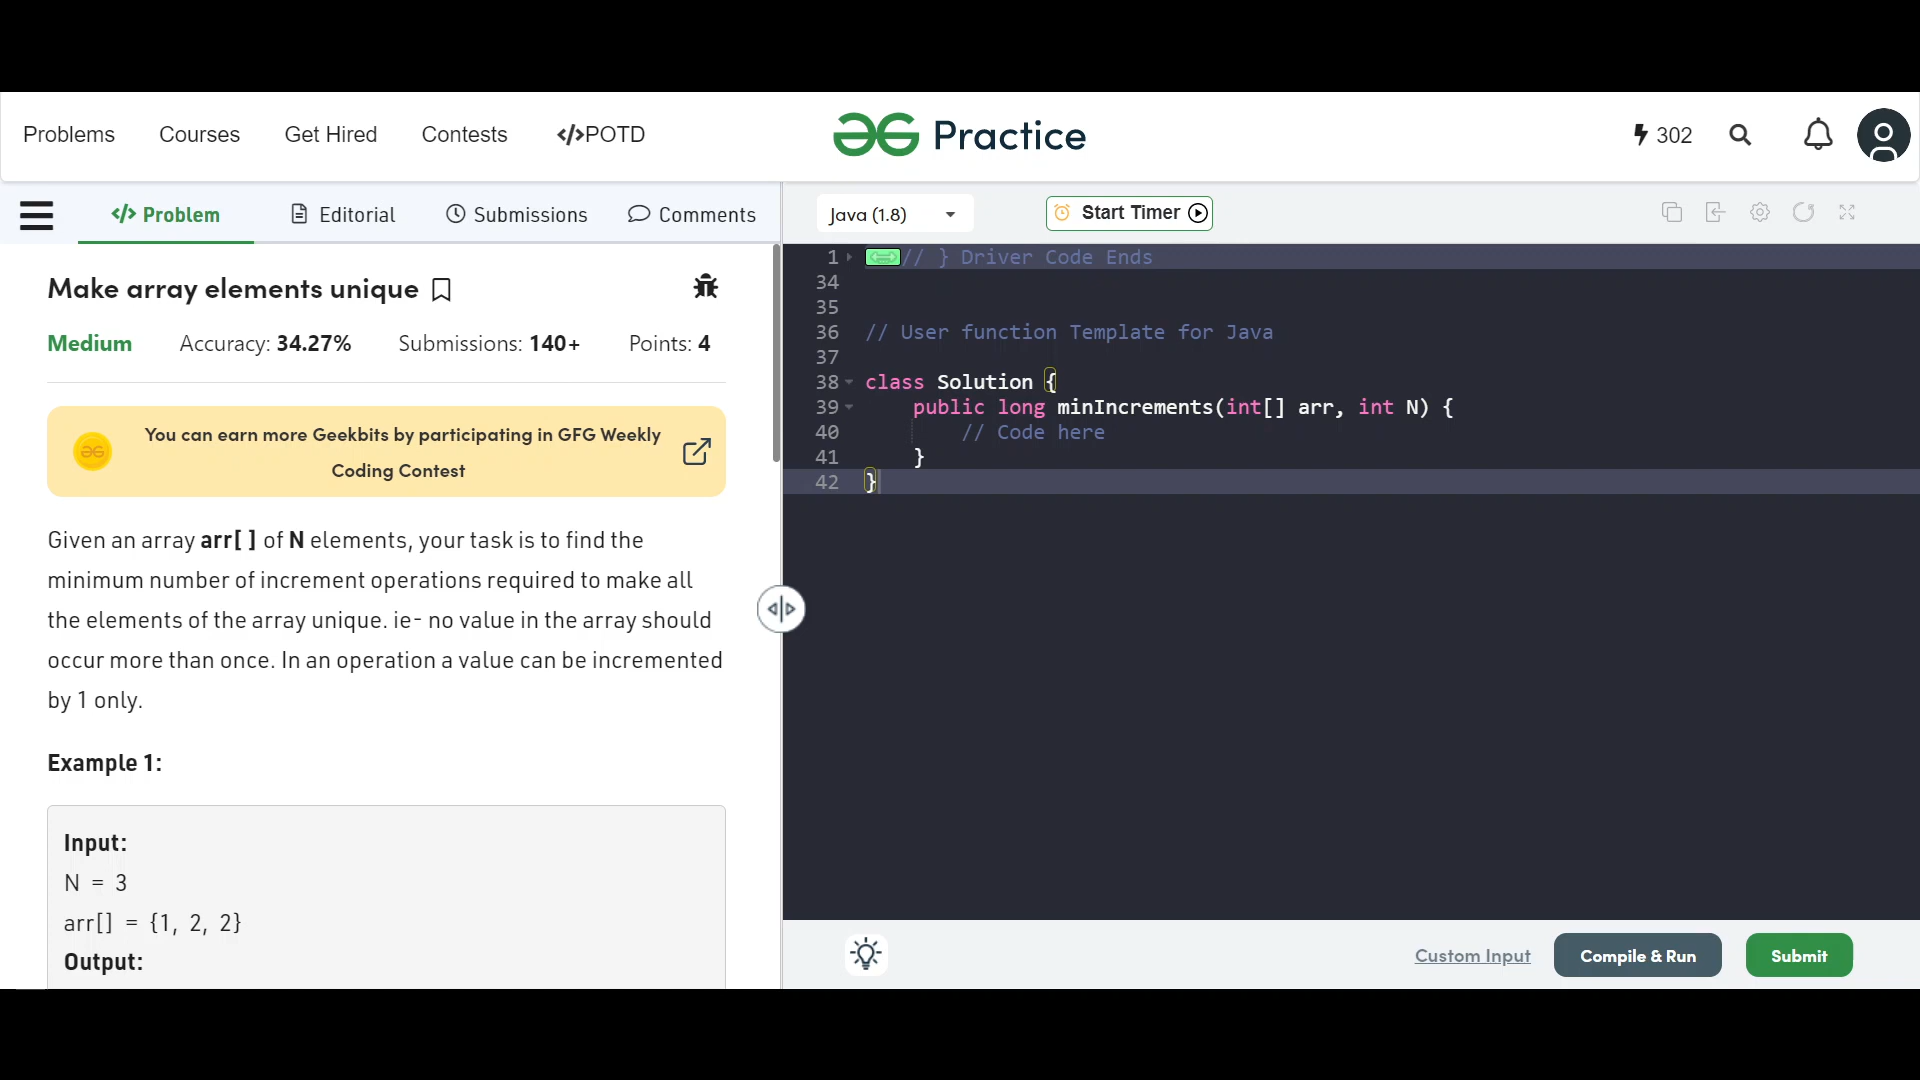 Problems Courses Get Hired Contests </>POTD Practice 302
</> Problem Editorial Submissions Comments Java (1.8) Start Timer
Make array elements unique
Medium Accuracy: 34.27% Submissions: 140+ Points: 4
You can earn more Geekbits by participating in GFG Weekly
Coding Contest
Given an array arr[ ] of N elements, your task is to find the
minimum number of increment operations required to make all
the elements of the array unique. ie- no value in the array should
occur more than once. In an operation a value can be incremented
by 1 only.
Example 1:
Input:
N = 3
arr[] = {1, 2, 2}
Output:
1 // } Driver Code Ends
34
35
36 // User function Template for Java
37
38 class Solution {
39 public long minIncrements(int[] arr, int N) {
40 // Code here
41 }
42 }
Custom Input Compile & Run Submit